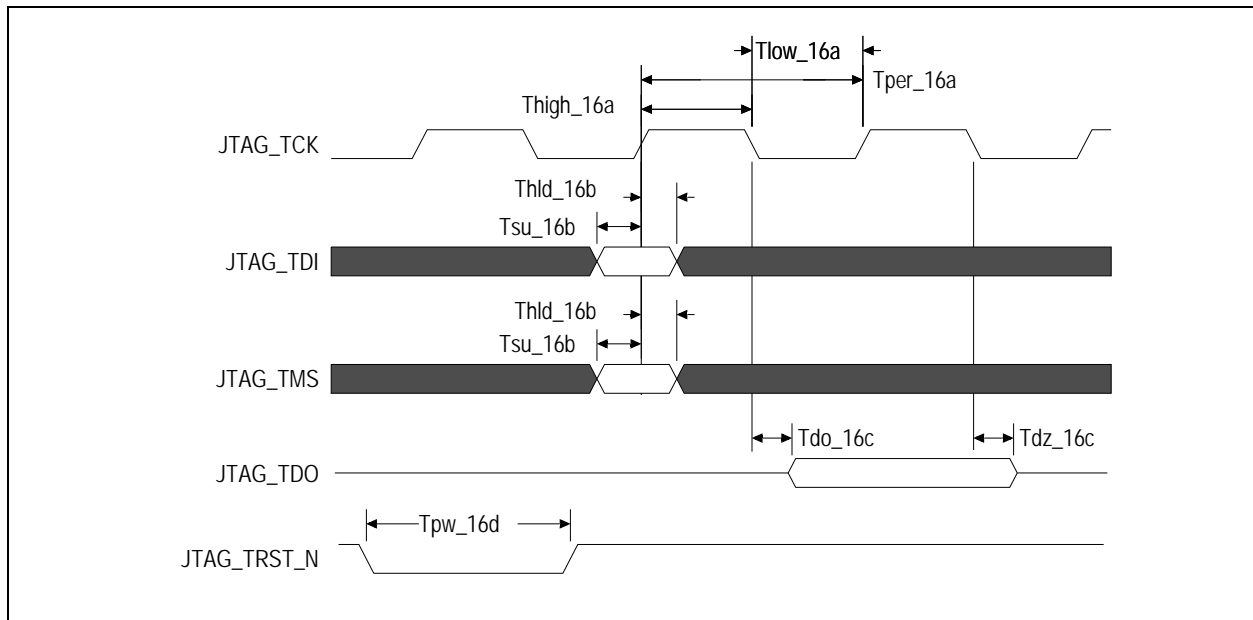 Tlow_16a
Tper_16a
Thigh_16a
JTAG_TCK
Thld_16b
Tsu_16b
JTAG_TDI
Thld_16b
Tsu_16b
JTAG_TMS
Tdo_16c
Tdz_16c
JTAG_TDO
Tpw_16d
JTAG_TRST_N